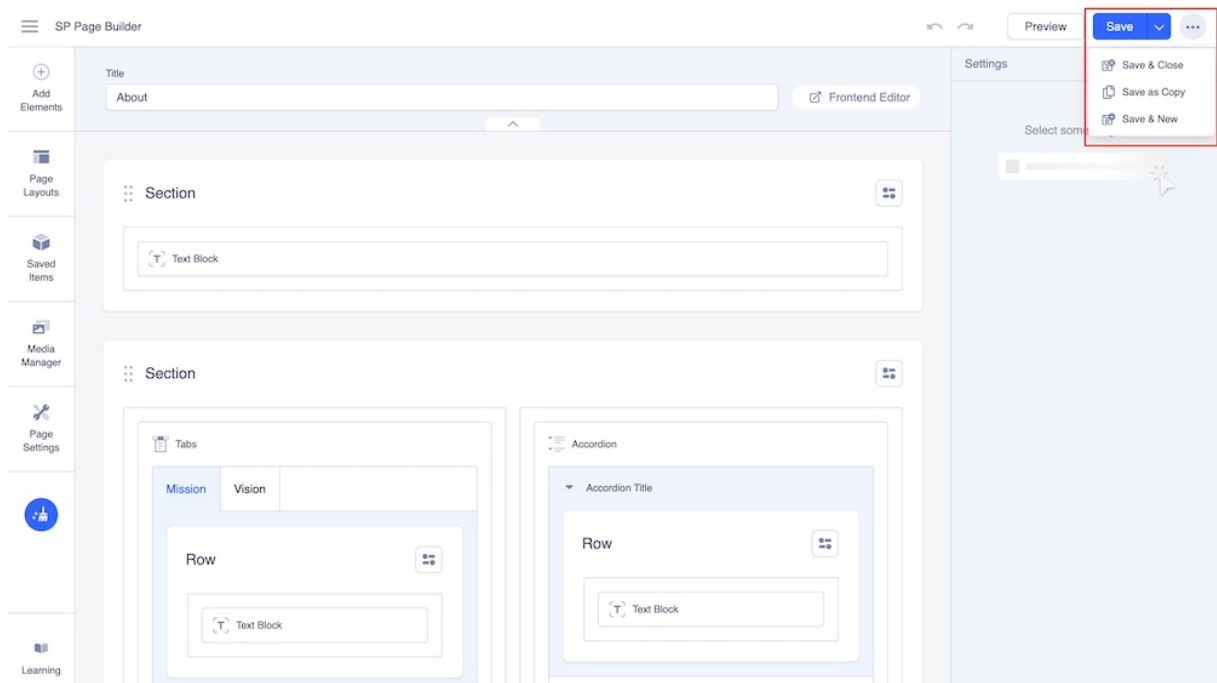 SP Page Builder
Preview
Save
Add
Elements
Page
Layouts
Saved
Items
Media
Manager
Page
Settings
Learning
Title
About
Frontend Editor
Section
Text Block
Section
Tabs
Mission
Vision
Row
Text Block
Accordion
Accordion Title
Row
Text Block
Settings
Save & Close
Save as Copy
Save & New
Select